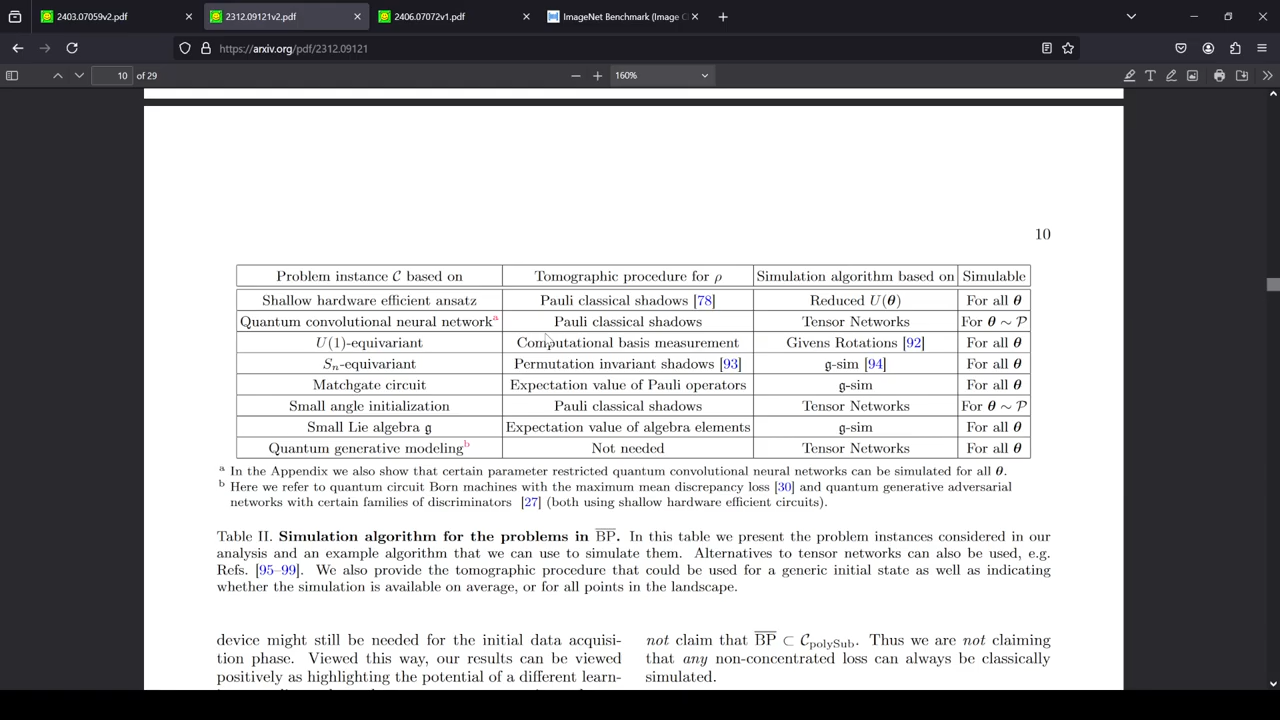 2403.07059v2.pdf
2312.09121v2.pdf
2406.07072v1.pdf
ImageNet Benchmark (Image C
https://arxiv.org/pdf/2312.09121
10 of 29
160%
10
Problem instance 𝒞 based on | Tomographic procedure for ρ | Simulation algorithm based on | Simulable
Shallow hardware efficient ansatz | Pauli classical shadows [78] | Reduced U(θ) | For all θ
Quantum convolutional neural network^a | Pauli classical shadows | Tensor Networks | For θ ∼ 𝒫
U(1)-equivariant | Computational basis measurement | Givens Rotations [92] | For all θ
S_n-equivariant | Permutation invariant shadows [93] | 𝔤-sim [94] | For all θ
Matchgate circuit | Expectation value of Pauli operators | 𝔤-sim | For all θ
Small angle initialization | Pauli classical shadows | Tensor Networks | For θ ∼ 𝒫
Small Lie algebra 𝔤 | Expectation value of algebra elements | 𝔤-sim | For all θ
Quantum generative modeling^b | Not needed | Tensor Networks | For all θ
a In the Appendix we also show that certain parameter restricted quantum convolutional neural networks can be simulated for all θ.
b Here we refer to quantum circuit Born machines with the maximum mean discrepancy loss [30] and quantum generative adversarial
networks with certain families of discriminators [27] (both using shallow hardware efficient circuits).
Table II. Simulation algorithm for the problems in B̅P̅. In this table we present the problem instances considered in our
analysis and an example algorithm that we can use to simulate them. Alternatives to tensor networks can also be used, e.g.
Refs. [95–99]. We also provide the tomographic procedure that could be used for a generic initial state as well as indicating
whether the simulation is available on average, or for all points in the landscape.
device might still be needed for the initial data acquisi-
tion phase. Viewed this way, our results can be viewed
positively as highlighting the potential of a different learn-
not claim that B̅P̅ ⊂ 𝒞polySub. Thus we are not claiming
that any non-concentrated loss can always be classically
simulated.